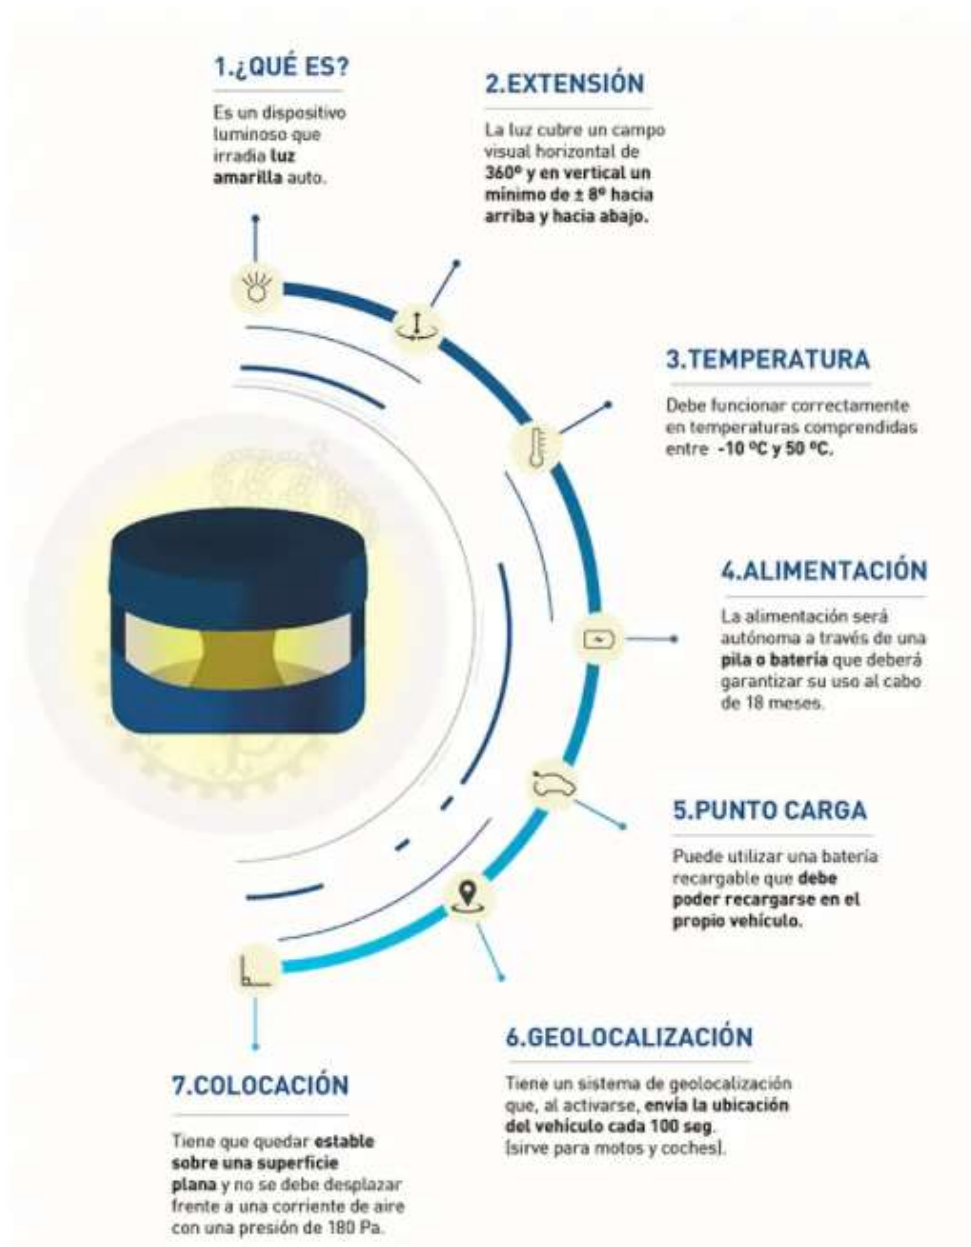 1.¿QUÉ ES?
Es un dispositivo
luminoso que
irradia luz
amarilla auto.
2.EXTENSIÓN
La luz cubre un campo
visual horizontal de
360º y en vertical un
mínimo de ± 8º hacia
arriba y hacia abajo.
3.TEMPERATURA
Debe funcionar correctamente
en temperaturas comprendidas
entre -10 ºC y 50 ºC.
4.ALIMENTACIÓN
La alimentación será
autónoma a través de una
pila o batería que deberá
garantizar su uso al cabo
de 18 meses.
5.PUNTO CARGA
Puede utilizar una batería
recargable que debe
poder recargarse en el
propio vehículo.
6.GEOLOCALIZACIÓN
Tiene un sistema de geolocalización
que, al activarse, envía la ubicación
del vehículo cada 100 seg.
(sirve para motos y coches).
7.COLOCACIÓN
Tiene que quedar estable
sobre una superficie
plana y no se debe desplazar
frente a una corriente de aire
con una presión de 180 Pa.